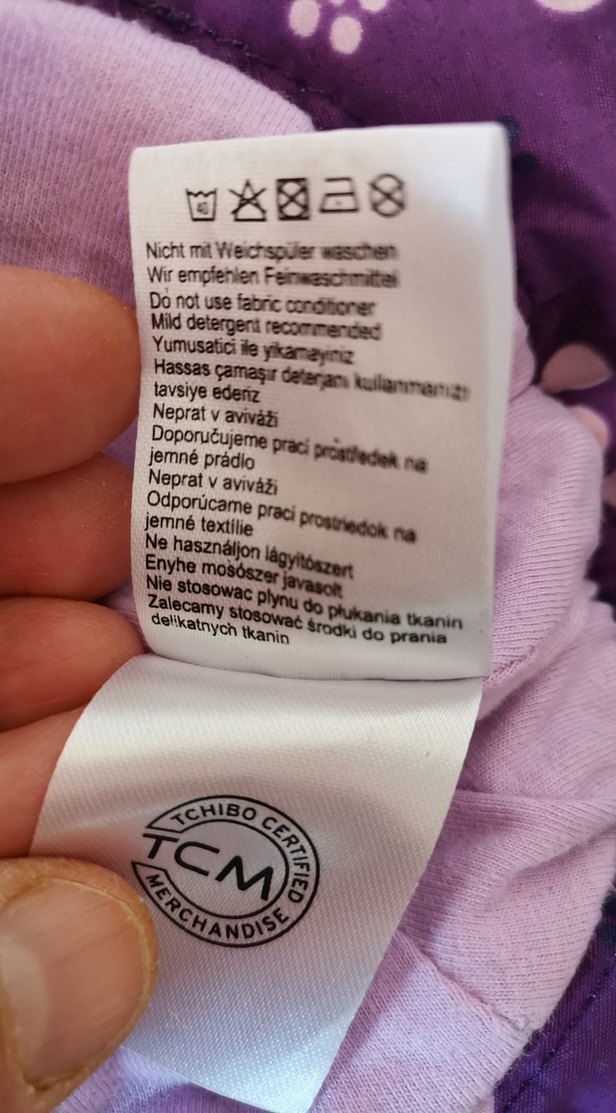 40
Nicht mit Weichspüler waschen
Wir empfehlen Feinwaschmittel
Do not use fabric conditioner
Mild detergent recommended
Yumusatici ile yikamayiniz
Hassas çamaşır deterjanı kullanmanızı
tavsiye ederiz
Neprat v aviváži
Doporučujeme prací prostředek na
jemné prádlo
Neprat v aviváži
Odporúcame praci prostriedok na
jemné textílie
Ne használjon lágyítószert
Enyhe mosószer javasolt
Nie stosowac plynu do płukania tkanin
Zalecamy stosować środki do prania
delikatnych tkanin
TCHIBO CERTIFIED
TCM
MERCHANDISE